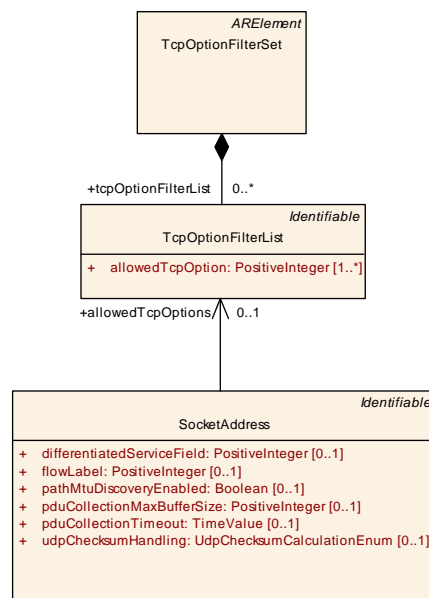 ARElement
TcpOptionFilterSet
+tcpOptionFilterList 0..*
Identifiable
TcpOptionFilterList
+ allowedTcpOption: PositiveInteger [1..*]
+allowedTcpOptions 0..1
Identifiable
SocketAddress
+ differentiatedServiceField: PositiveInteger [0..1]
+ flowLabel: PositiveInteger [0..1]
+ pathMtuDiscoveryEnabled: Boolean [0..1]
+ pduCollectionMaxBufferSize: PositiveInteger [0..1]
+ pduCollectionTimeout: TimeValue [0..1]
+ udpChecksumHandling: UdpChecksumCalculationEnum [0..1]